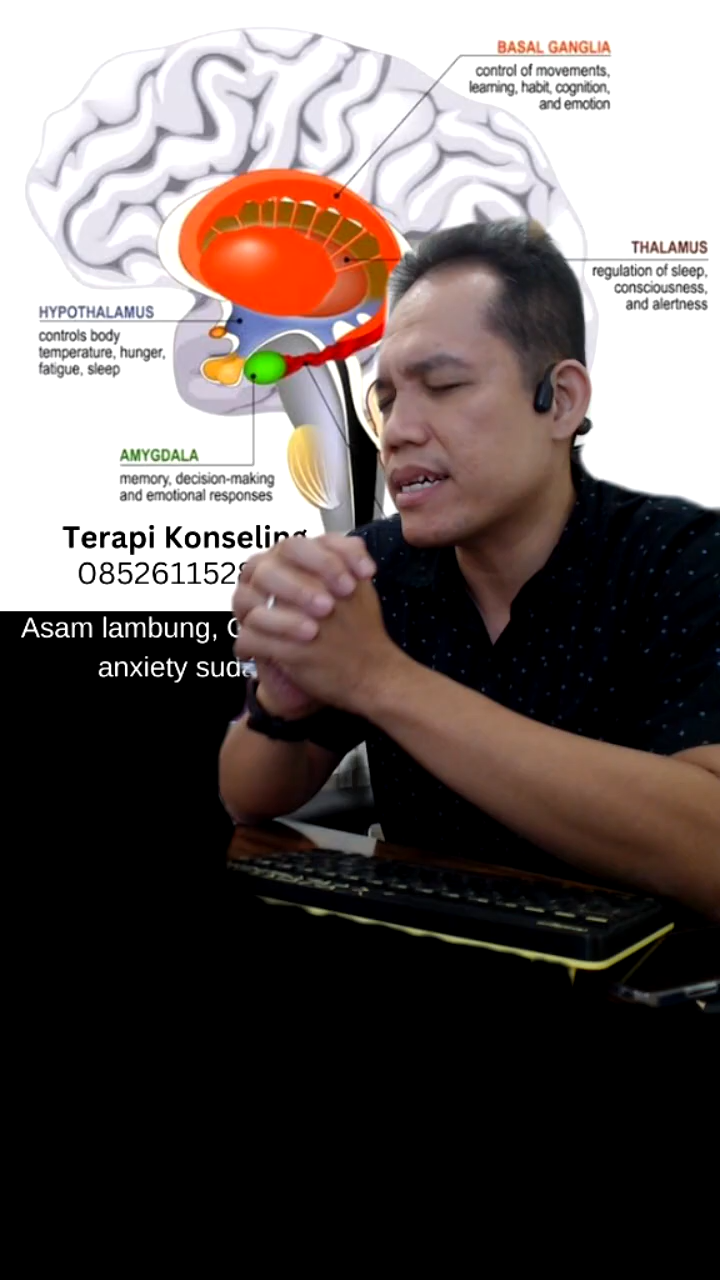 BASAL GANGLIA
control of movements,
learning, habit, cognition,
and emotion
THALAMUS
regulation of sleep,
consciousness,
and alertness
HYPOTHALAMUS
controls body
temperature, hunger,
fatigue, sleep
AMYGDALA
memory, decision-making
and emotional responses
Terapi Konseling
Asam lambung,
anxiety